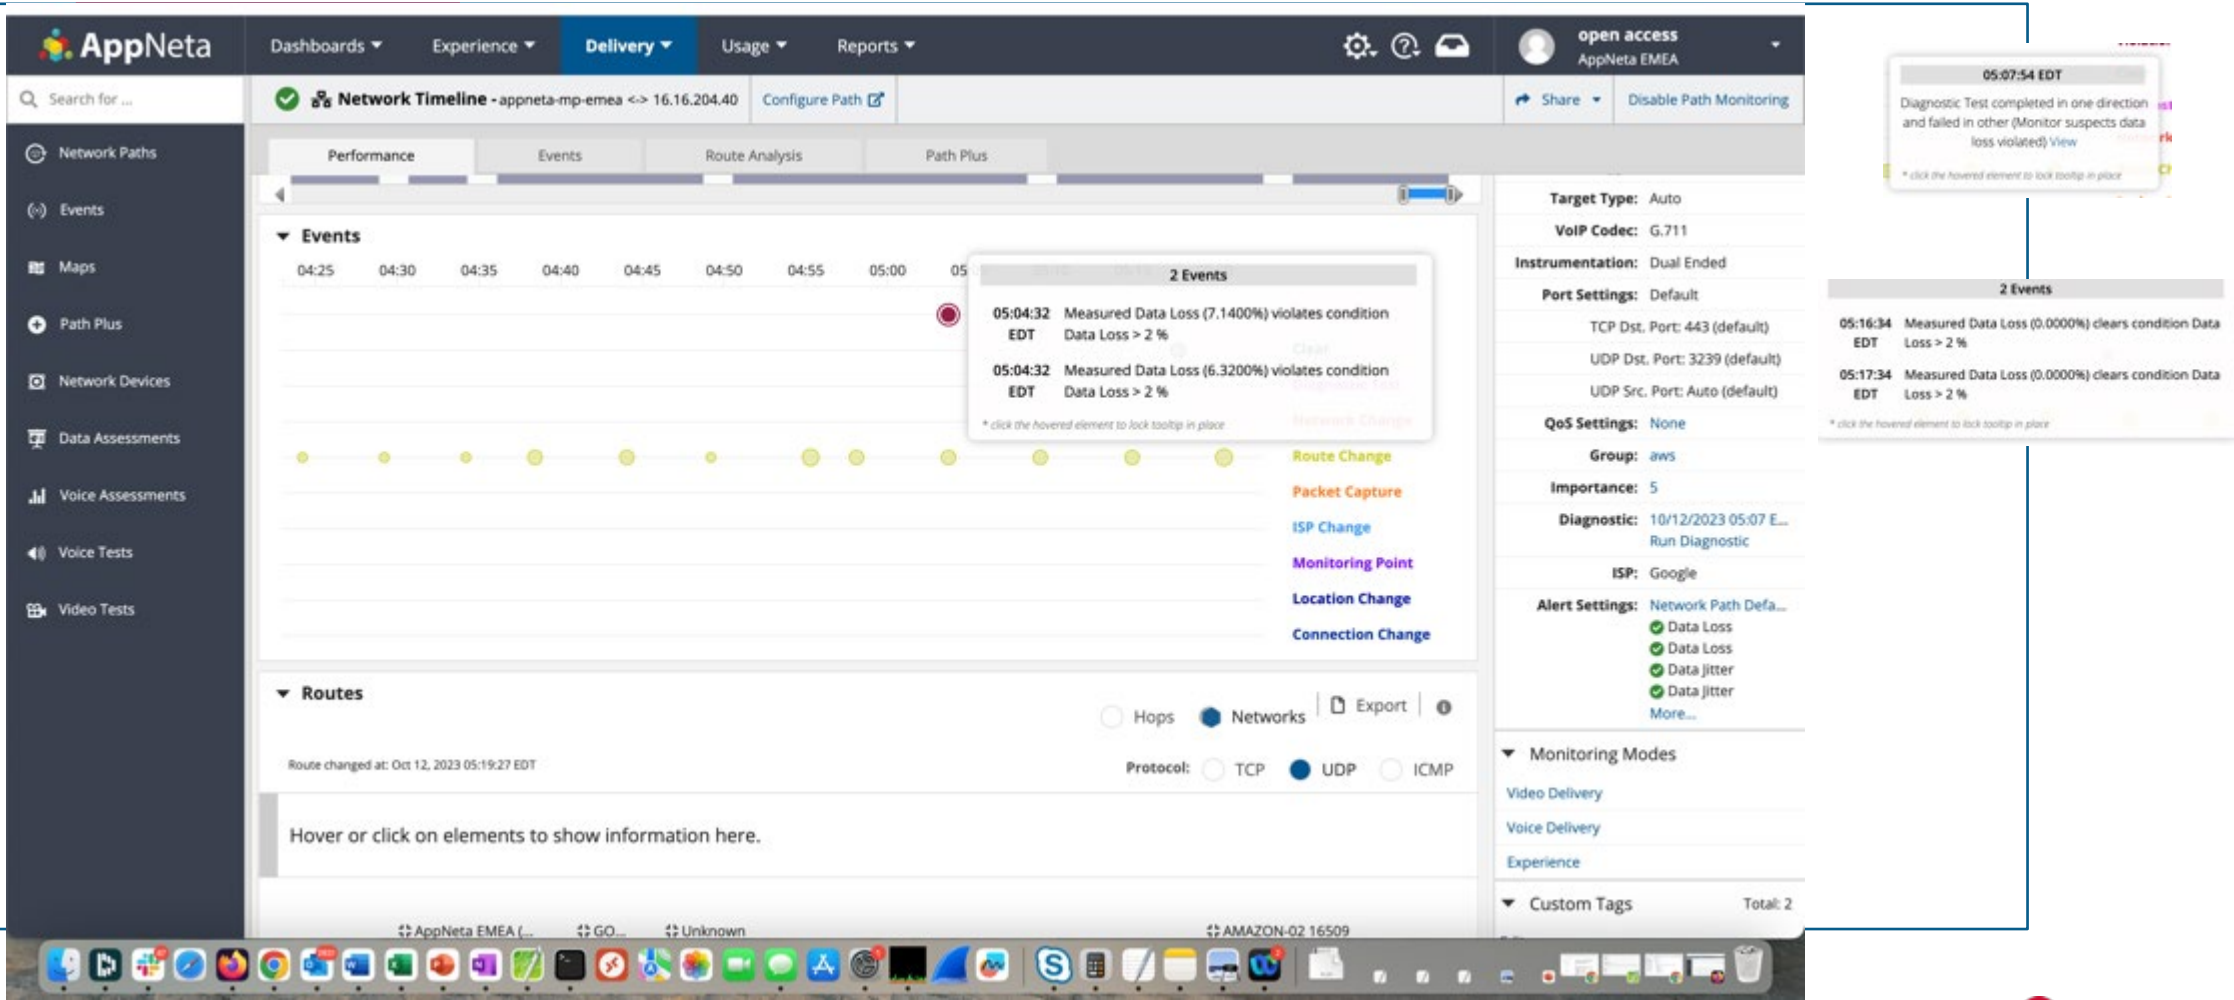 AppNeta
Dashboards
Experience
Delivery
Usage
Reports
open access
AppNeta EMEA
Search for ...
Network Timeline - appneta-mp-emea <-> 16.16.204.40
Configure Path
Share
Disable Path Monitoring
Network Paths
Events
Maps
Path Plus
Network Devices
Data Assessments
Voice Assessments
Voice Tests
Video Tests
Performance
Events
Route Analysis
Path Plus
Events
04:25
04:30
04:35
04:40
04:45
04:50
04:55
05:00
05
2 Events
05:04:32 Measured Data Loss (7.1400%) violates condition
EDT Data Loss > 2 %
05:04:32 Measured Data Loss (6.3200%) violates condition
EDT Data Loss > 2 %
* click the hovered element to lock tooltip in place
Clear
Network Change
Route Change
Packet Capture
ISP Change
Monitoring Point
Location Change
Connection Change
Routes
Hops
Networks
Export
Route changed at: Oct 12, 2023 05:19:27 EDT
Protocol:
TCP
UDP
ICMP
Hover or click on elements to show information here.
AppNeta EMEA (...
GO...
Unknown
AMAZON-02 16509
Target Type: Auto
VoIP Codec: G.711
Instrumentation: Dual Ended
Port Settings: Default
TCP Dst. Port: 443 (default)
UDP Dst. Port: 3239 (default)
UDP Src. Port: Auto (default)
QoS Settings: None
Group: aws
Importance: 5
Diagnostic: 10/12/2023 05:07 E...
Run Diagnostic
ISP: Google
Alert Settings: Network Path Defa...
Data Loss
Data Loss
Data Jitter
Data Jitter
More...
Monitoring Modes
Video Delivery
Voice Delivery
Experience
Custom Tags Total: 2
05:07:54 EDT
Diagnostic Test completed in one direction
and failed in other (Monitor suspects data
loss violated) View
* click the hovered element to lock tooltip in place
2 Events
05:16:34 Measured Data Loss (0.0000%) clears condition Data
EDT Loss > 2 %
05:17:34 Measured Data Loss (0.0000%) clears condition Data
EDT Loss > 2 %
* click the hovered element to lock tooltip in place